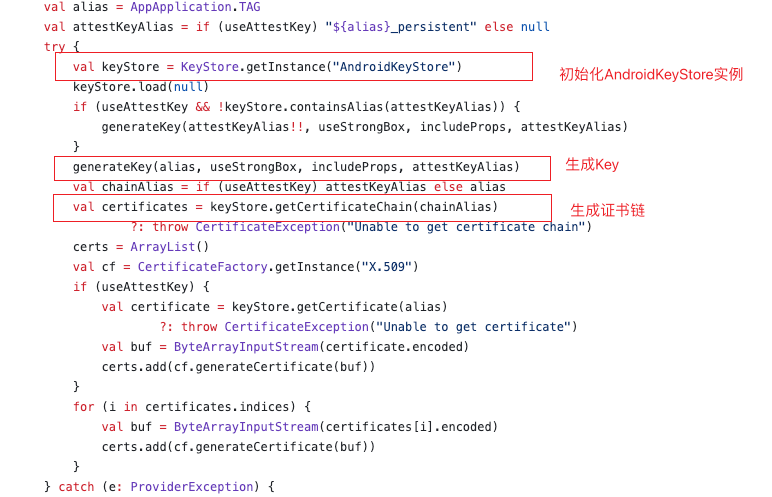 val alias = AppApplication.TAG
val attestKeyAlias = if (useAttestKey) "${alias}_persistent" else null
try {
val keyStore = KeyStore.getInstance("AndroidKeyStore")
初始化AndroidKeyStore实例
keyStore.load(null)
if (useAttestKey && !keyStore.containsAlias(attestKeyAlias)) {
generateKey(attestKeyAlias!!, useStrongBox, includeProps, attestKeyAlias)
}
generateKey(alias, useStrongBox, includeProps, attestKeyAlias)
生成Key
val chainAlias = if (useAttestKey) attestKeyAlias else alias
val certificates = keyStore.getCertificateChain(chainAlias)
生成证书链
?: throw CertificateException("Unable to get certificate chain")
certs = ArrayList()
val cf = CertificateFactory.getInstance("X.509")
if (useAttestKey) {
val certificate = keyStore.getCertificate(alias)
?: throw CertificateException("Unable to get certificate")
val buf = ByteArrayInputStream(certificate.encoded)
certs.add(cf.generateCertificate(buf))
}
for (i in certificates.indices) {
val buf = ByteArrayInputStream(certificates[i].encoded)
certs.add(cf.generateCertificate(buf))
}
} catch (e: ProviderException) {